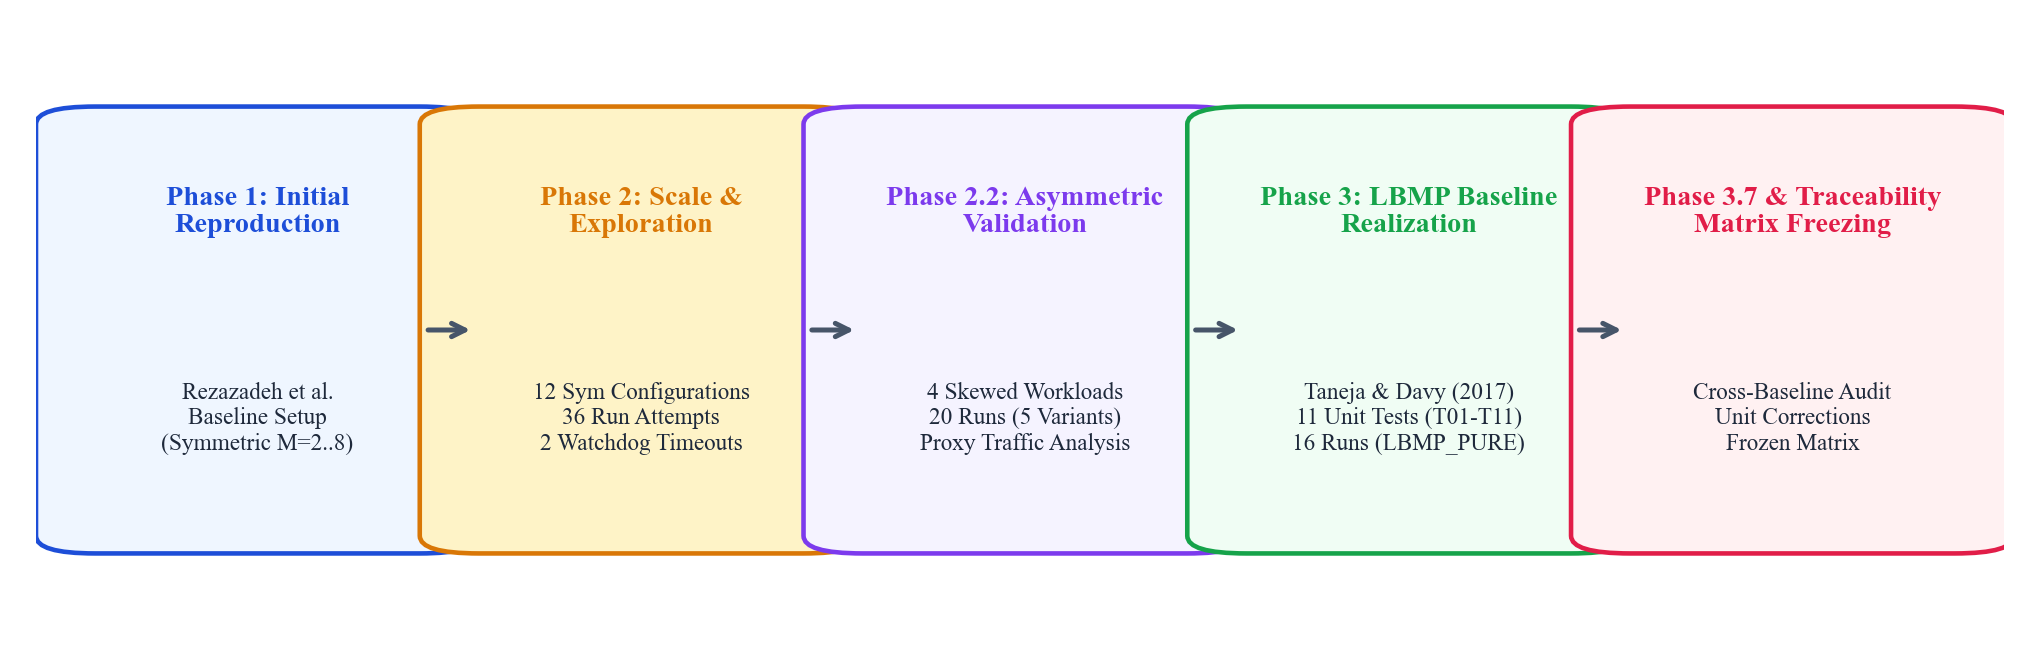 Phase 1: Initial
Reproduction
Rezazadeh et al.
Baseline Setup
(Symmetric M=2..8)
Phase 2: Scale &
Exploration
12 Sym Configurations
36 Run Attempts
2 Watchdog Timeouts
Phase 2.2: Asymmetric
Validation
4 Skewed Workloads
20 Runs (5 Variants)
Proxy Traffic Analysis
Phase 3: LBMP Baseline
Realization
Taneja & Davy (2017)
11 Unit Tests (T01-T11)
16 Runs (LBMP_PURE)
Phase 3.7 & Traceability
Matrix Freezing
Cross-Baseline Audit
Unit Corrections
Frozen Matrix